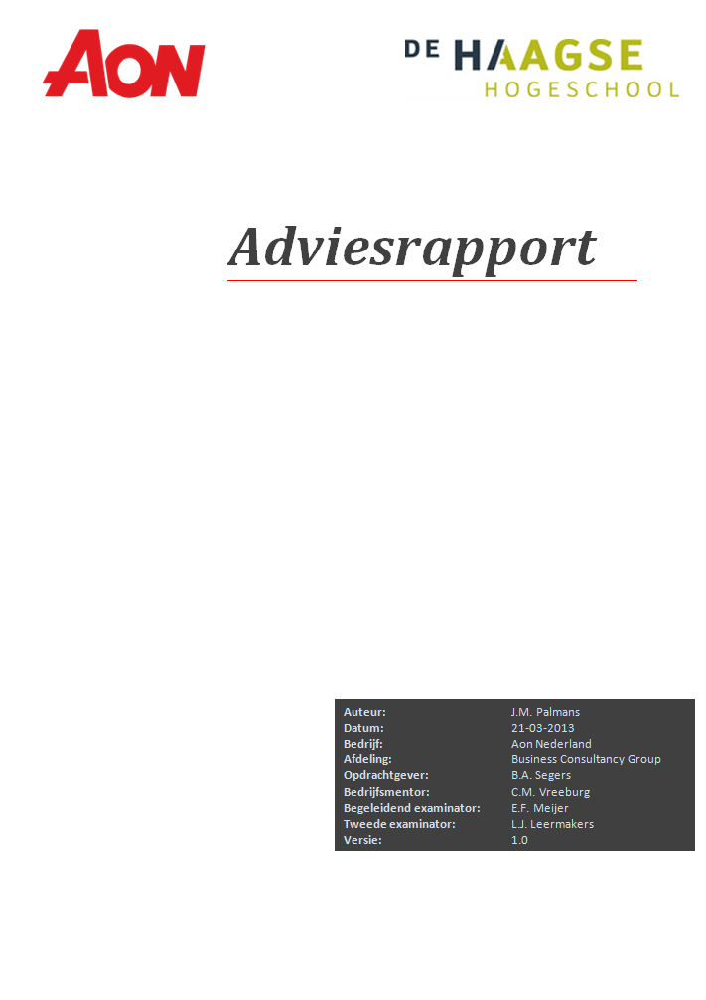 AON
DE HAAGSE
HOGESCHOOL
Adviesrapport
Auteur: J.M. Palmans
Datum: 21-03-2013
Bedrijf: Aon Nederland
Afdeling: Business Consultancy Group
Opdrachtgever: B.A. Segers
Bedrijfsmentor: C.M. Vreeburg
Begeleidend examinator: E.F. Meijer
Tweede examinator: L.J. Leermakers
Versie: 1.0